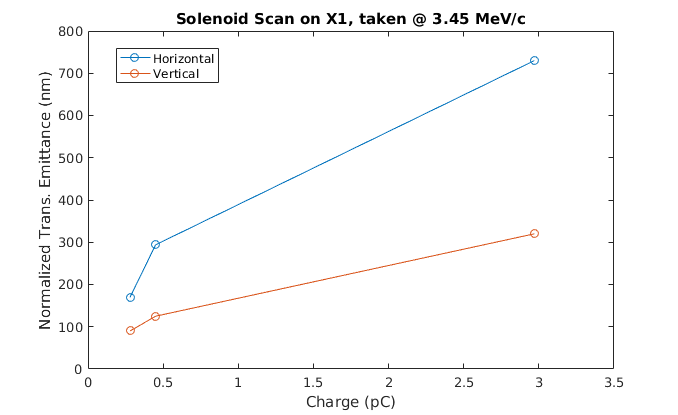 Solenoid Scan on X1, taken @ 3.45 MeV/c
Horizontal
Vertical
Normalized Trans. Emittance (nm)
800
700
600
500
400
300
200
100
0
0 0.5 1 1.5 2 2.5 3 3.5
Charge (pC)